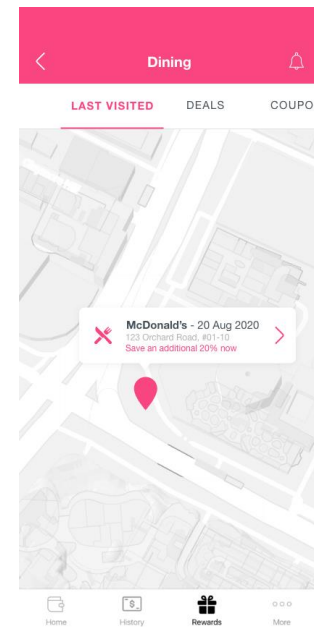 Dining
LAST VISITED DEALS COUPO
McDonald's - 20 Aug 2020
123 Orchard Road, #01-10
Save an additional 20% now
Home History Rewards More